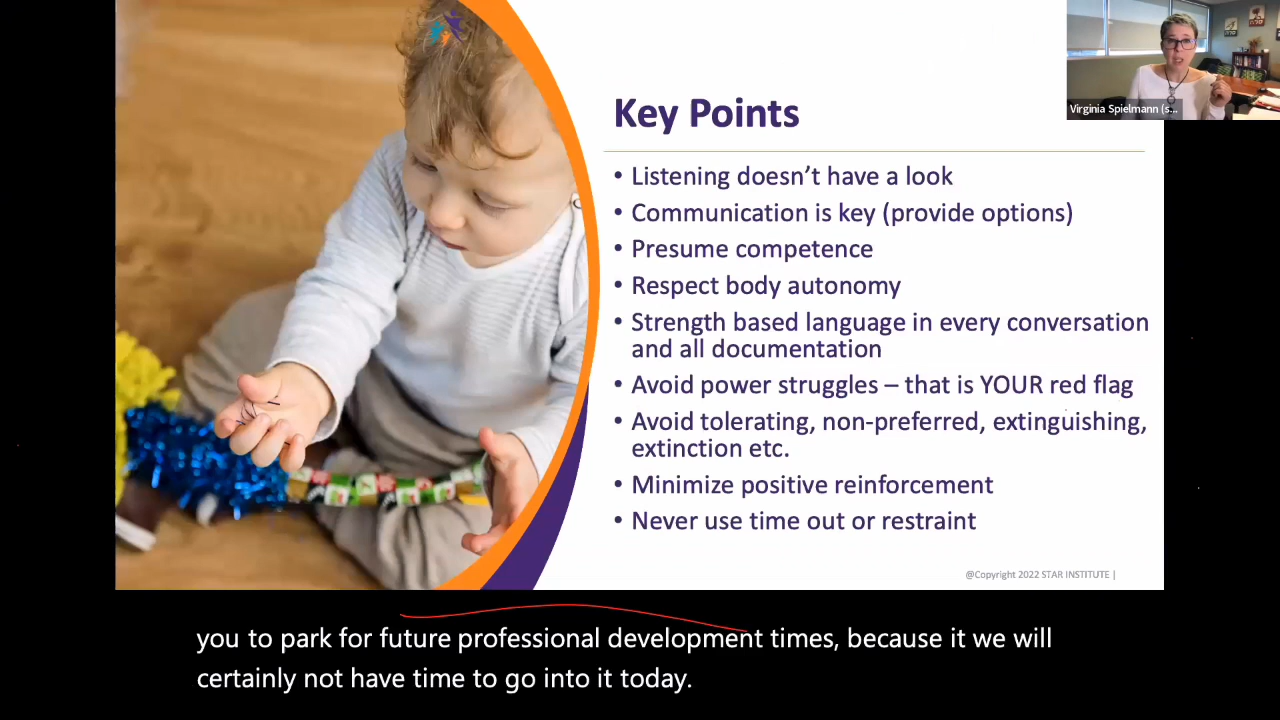 Virginia Spielmann (s...
Key Points
• Listening doesn’t have a look
• Communication is key (provide options)
• Presume competence
• Respect body autonomy
• Strength based language in every conversation
and all documentation
• Avoid power struggles – that is YOUR red flag
• Avoid tolerating, non-preferred, extinguishing,
extinction etc.
• Minimize positive reinforcement
• Never use time out or restraint
@Copyright 2022 STAR INSTITUTE |
you to park for future professional development times, because it we will
certainly not have time to go into it today.